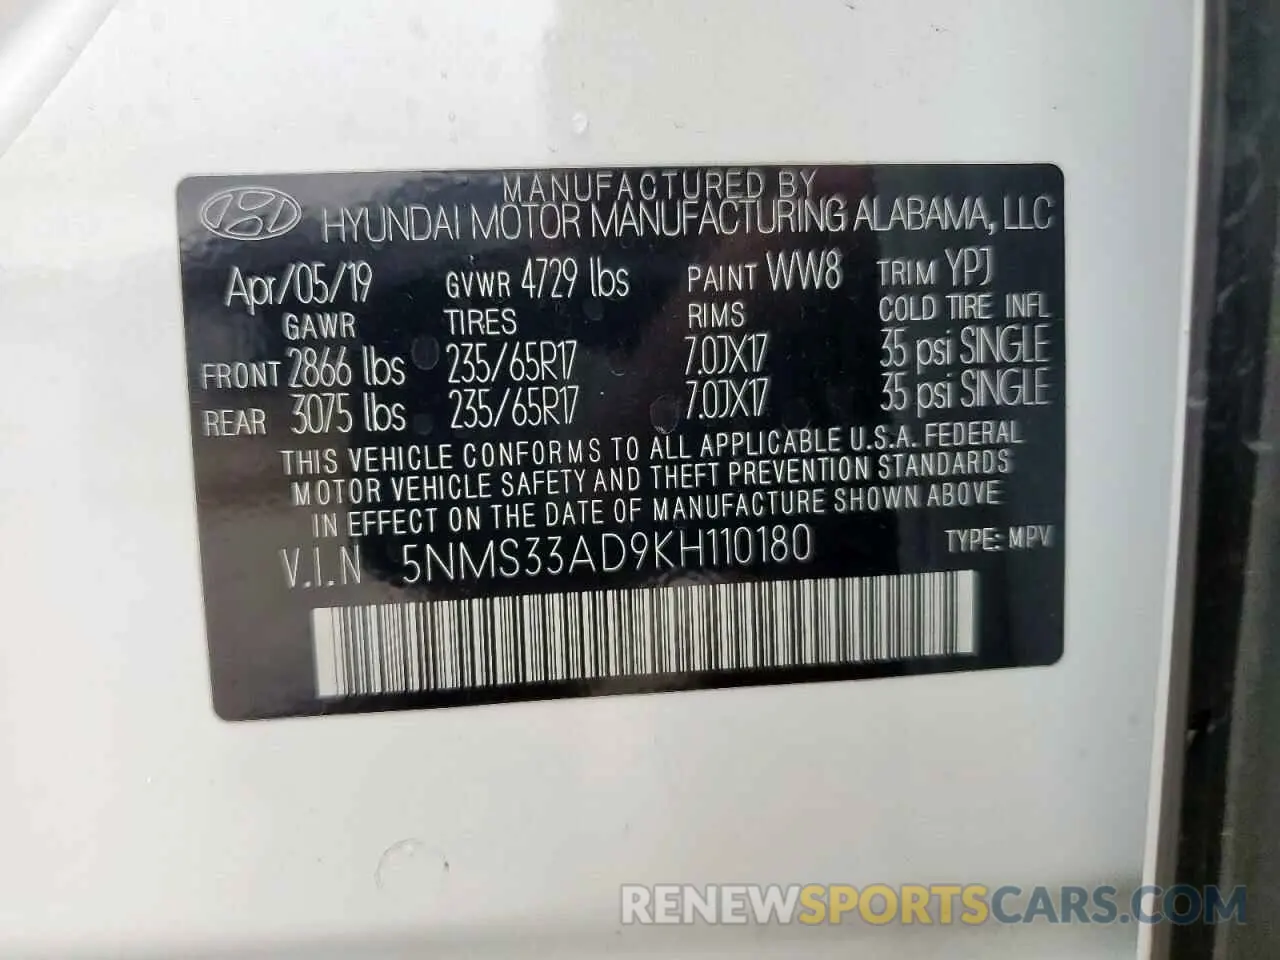 MANUFACTURED BY
HYUNDAI MOTOR MANUFACTURING ALABAMA, LLC
Apr/05/19 GVWR 4729 lbs PAINT WW8 TRIM YPJ
GAWR TIRES RIMS COLD TIRE INFL
FRONT 2866 lbs 235/65R17 7.0JX17 35 psi SINGLE
REAR 3075 lbs 235/65R17 7.0JX17 35 psi SINGLE
THIS VEHICLE CONFORMS TO ALL APPLICABLE U.S.A. FEDERAL
MOTOR VEHICLE SAFETY AND THEFT PREVENTION STANDARDS
IN EFFECT ON THE DATE OF MANUFACTURE SHOWN ABOVE
V.I.N 5NMS33AD9KH110180 TYPE: MPV
RENEWSPORTSCARS.COM